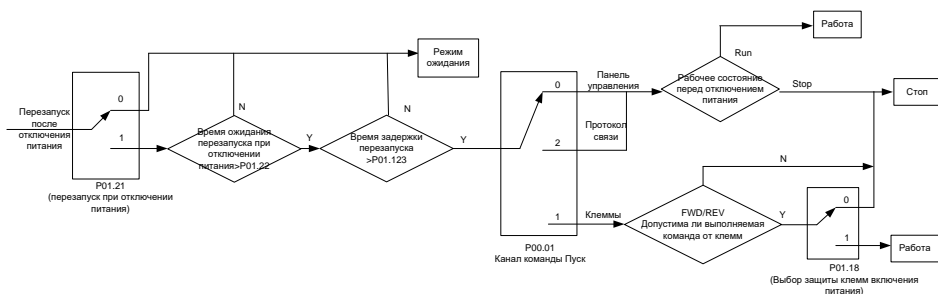 Работа
Режим
ожидания
Run
Панель
управления
Рабочее состояние
перед отключением
питания
Stop
Стоп
Перезапуск
после
отключения
питания
0
1
N
N
Время ожидания
перезапуска при
отключении
питания>P01.22
Y
Время задержки
перезапуска
>P01.123
Y
0
2
1
Протокол
связи
N
P01.21
(перезапуск при отключении
питания)
Клеммы
FWD/REV
Допустима ли выполняемая
команда от клемм
Y
0
1
Работа
P00.01
Канал команды Пуск
P01.18
(Выбор защиты клемм включения
питания)